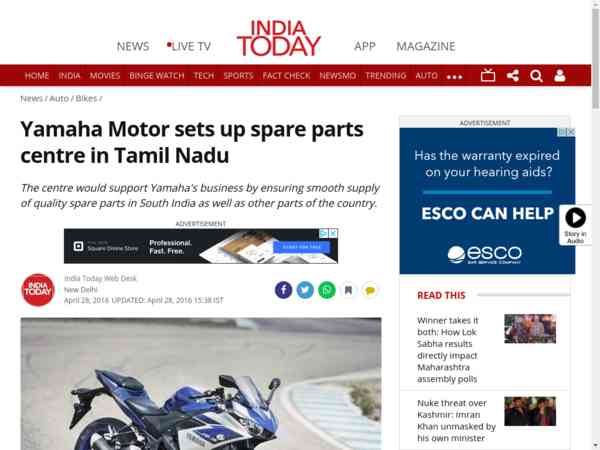 INDIA
TODAY
NEWS
LIVE TV
APP
MAGAZINE
HOME
INDIA
MOVIES
BINGE WATCH
TECH
SPORTS
FACT CHECK
NEWSMO
TRENDING
AUTO
News / Auto / Bikes /
Yamaha Motor sets up spare parts
centre in Tamil Nadu
The centre would support Yamaha's business by ensuring smooth supply
of quality spare parts in South India as well as other parts of the country.
ADVERTISEMENT
Square Online Store
Professional.
Fast. Free.
START FOR FREE
INDIA
TODAY
India Today Web Desk
New Delhi
April 28, 2016 UPDATED: April 28, 2016 15:38 IST
YAMAHA
ADVERTISEMENT
Has the warranty expired
on your hearing aids?
ESCO CAN HELP
esco
EAR SERVICE COMPANY
Story in
Audio
READ THIS
Winner takes it
both: How Lok
Sabha results
directly impact
Maharashtra
assembly polls
Nuke threat over
Kashmir: Imran
Khan unmasked by
his own minister